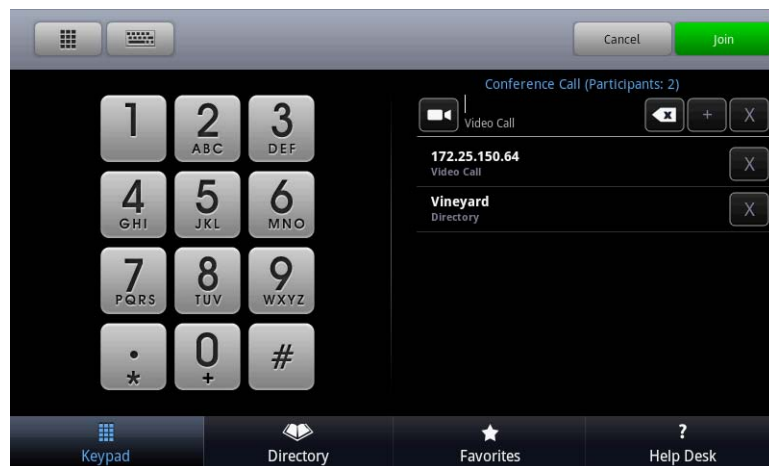 Cancel Join
Conference Call (Participants: 2)
Video Call
+ X
172.25.150.64
Video Call
X
Vineyard
Directory
X
1 2 3
ABC DEF
4 5 6
GHI JKL MNO
7 8 9
PQRS TUV WXYZ
. 0 #
* +
Keypad Directory Favorites ? Help Desk